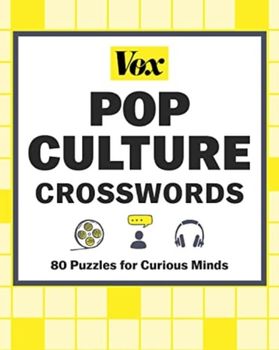 Vox
POP
CULTURE
CROSSWORDS
80 Puzzles for Curious Minds